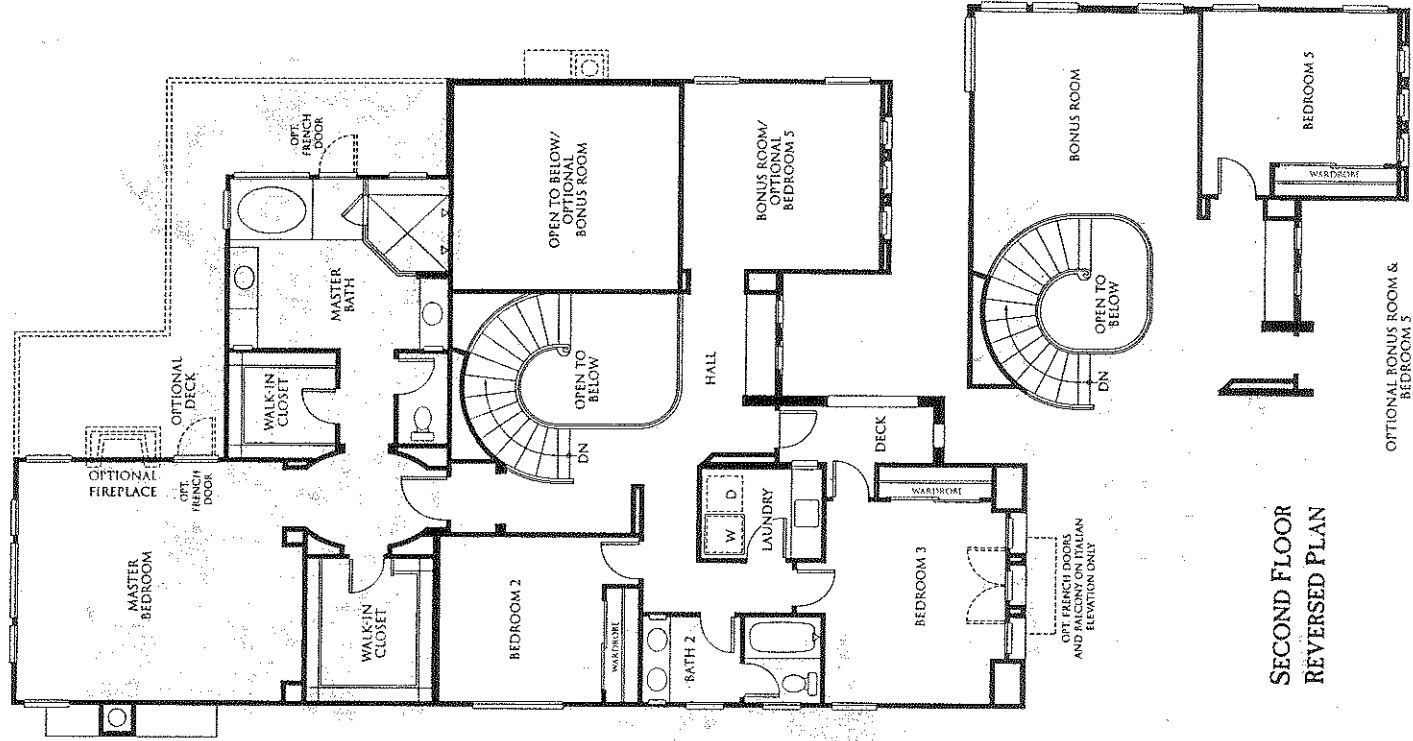 OPT.
FRENCH
DOOR
OPEN TO BELOW/
OPTIONAL
BONUS ROOM
BONUS ROOM/
OPTIONAL
BEDROOM 5
MASTER
BATH
OPTIONAL
DECK
WALK-IN
CLOSET
OPEN TO
BELOW
DN
HALL
OPTIONAL
FIREPLACE
OPT.
FRENCH
DOOR
MASTER
BEDROOM
WALK-IN
CLOSET
BEDROOM 2
WARDROBE
W
D
LAUNDRY
DECK
WARDROBE
BATH 2
BEDROOM 3
OPT. FRENCH DOORS
AND BALCONY ON ITALIAN
ELEVATION ONLY
BONUS ROOM
BEDROOM 5
WARDROBE
OPEN TO
BELOW
DN
OPTIONAL BONUS ROOM &
BEDROOM 5
SECOND FLOOR
REVERSED PLAN